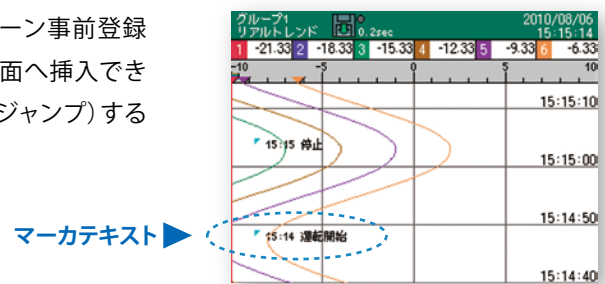 ーン事前登録
面へ挿入でき
ジャンプ)する
マーカテキスト
グループ1
リアルトレンド 0.2sec
2010/08/06
15:15:14
1 -21.33 2 -18.33 3 -15.33 4 -12.33 5 -9.33 6 -6.33
-10 -5 0 5 10
15:15:10
15:15 停止
15:15:00
15:14:50
15:14 運転開始
15:14:40